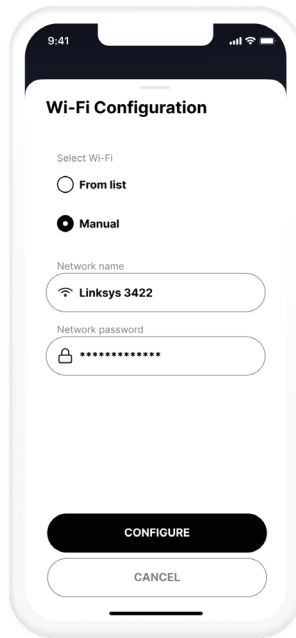 9:41
Wi-Fi Configuration
Select Wi-Fi
From list
Manual
Network name
Linksys 3422
Network password
*************
CONFIGURE
CANCEL